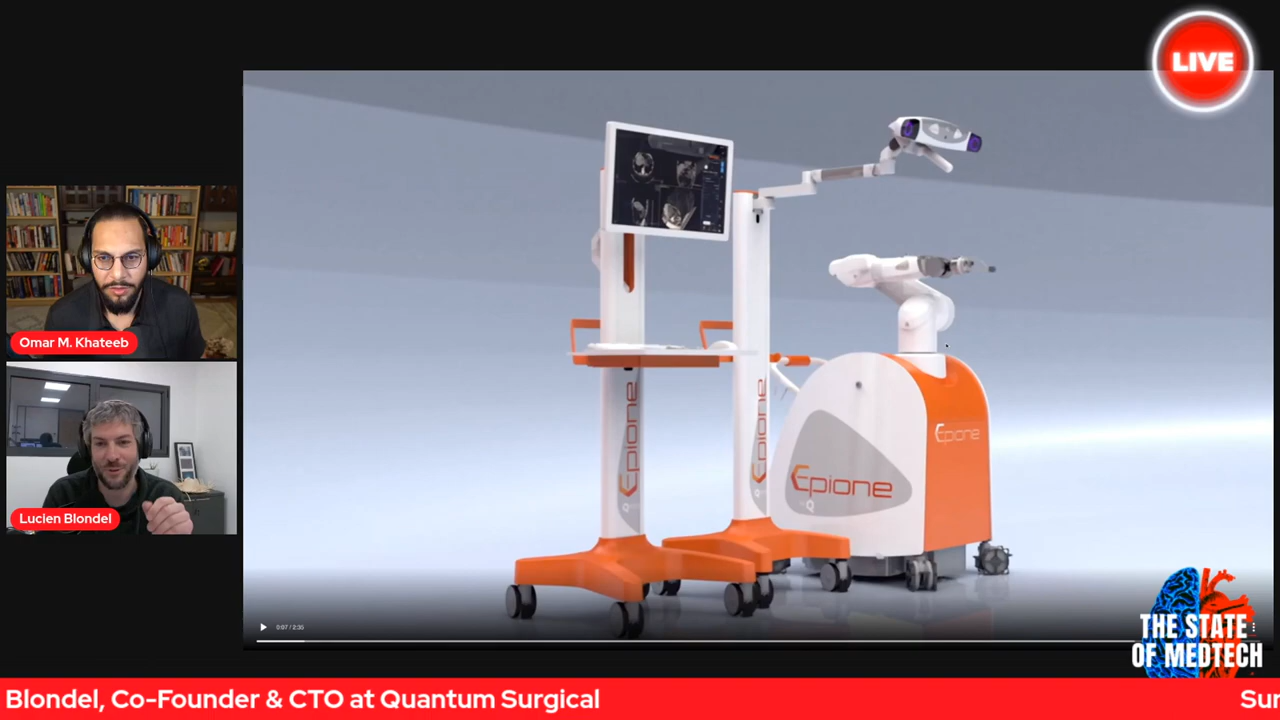 LIVE
Omar M. Khateeb
Lucien Blondel
Epione
Epione
Epione
Epione
0:07 / 2:35
THE STATE
OF MEDTECH
Blondel, Co-Founder & CTO at Quantum Surgical
Sur